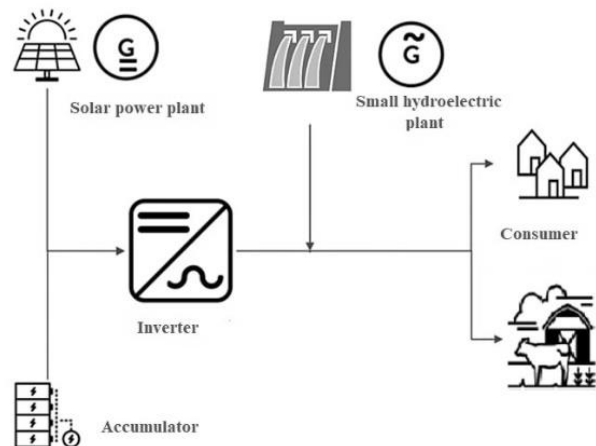 G
G
Solar power plant
Small hydroelectric
plant
Consumer
Inverter
Accumulator